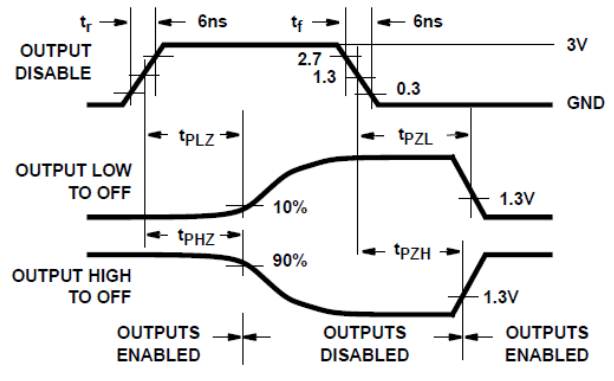 tr 6ns tf 6ns
OUTPUT
DISABLE
3V
2.7
1.3
0.3
GND
tPLZ tPZL
OUTPUT LOW
TO OFF
10%
1.3V
tPHZ
90%
tPZH
OUTPUT HIGH
TO OFF
1.3V
OUTPUTS
ENABLED
OUTPUTS
DISABLED
OUTPUTS
ENABLED